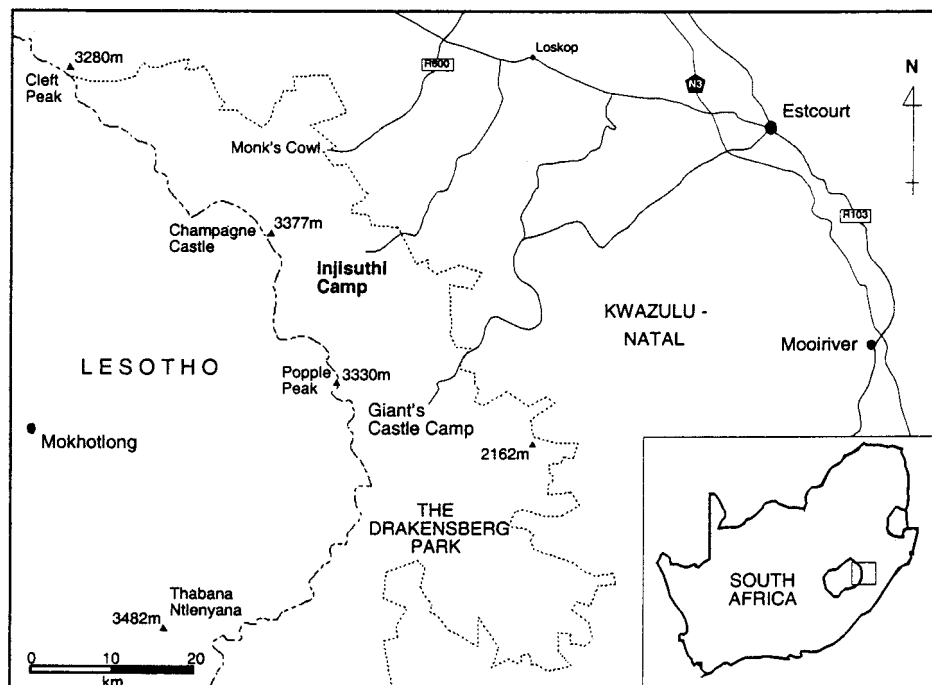 3280m
Cleft
Peak
Loskop
R600
N3
N
Estcourt
Monk's Cowl
R103
3377m
Champagne
Castle
Injisuthi
Camp
KWAZULU -
NATAL
Mooiriver
LESOTHO
Popple
Peak
3330m
Giant's
Castle Camp
Mokhotlong
2162m
THE
DRAKENSBERG
PARK
SOUTH
AFRICA
Thabana
Ntlenyana
3482m
0 10 20
km